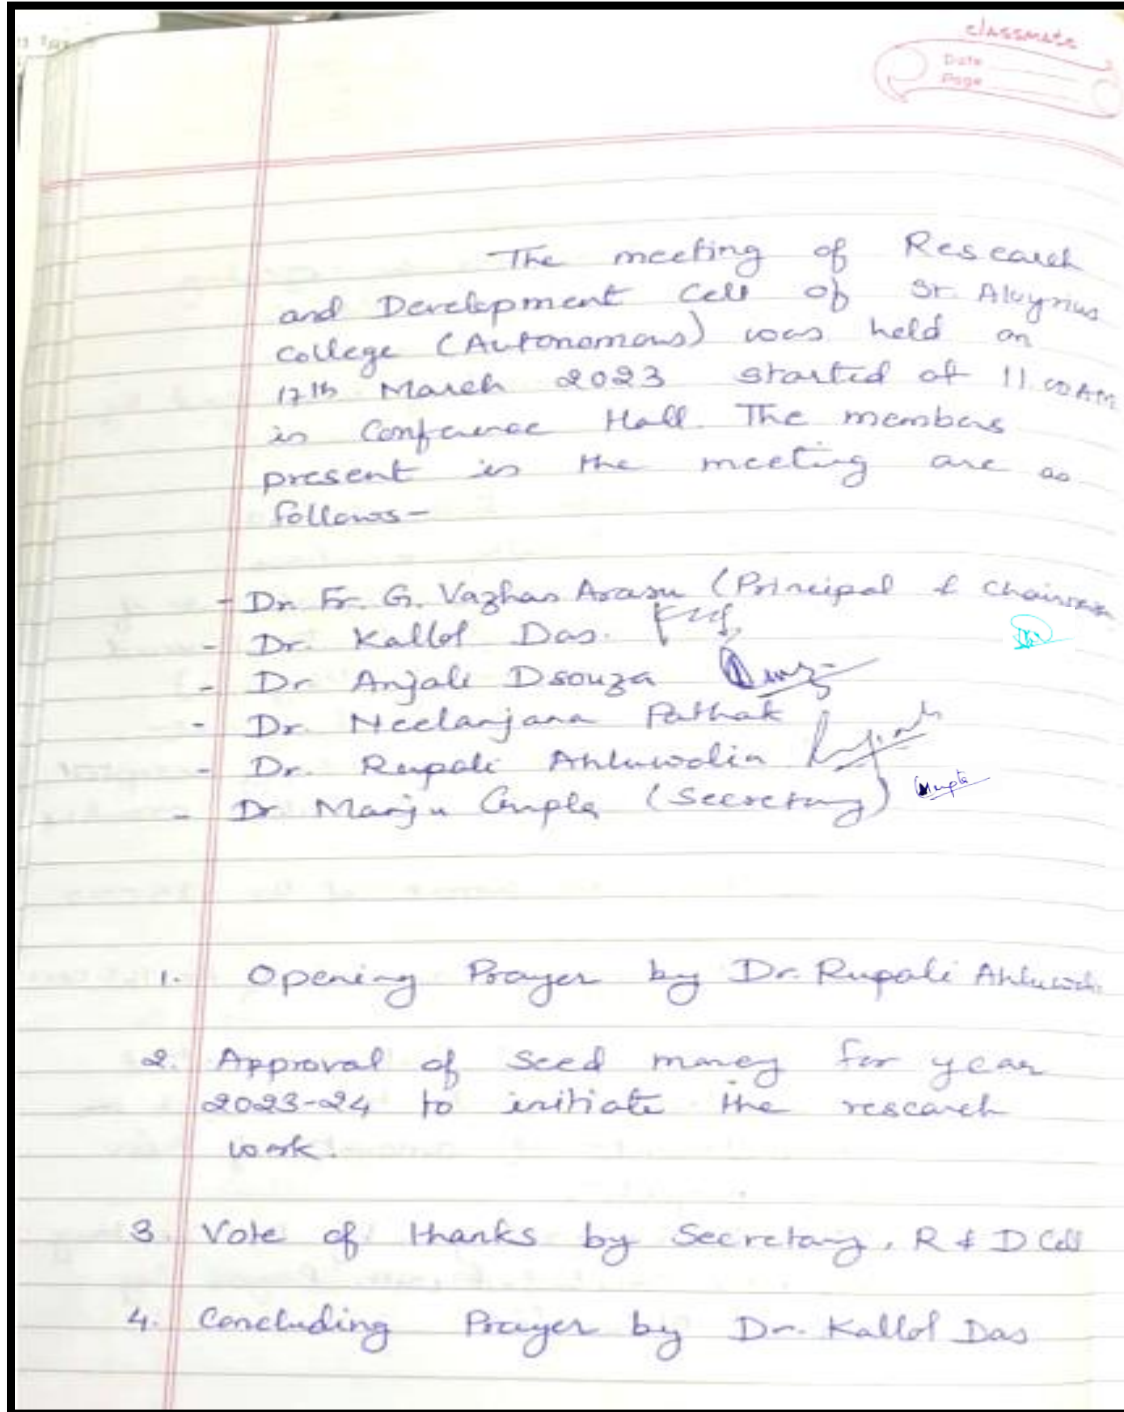 classmate
Date
Page
The meeting of Research
and Development Cell of St. Aloysius
College (Autonomous) was held on
17th March 2023 started at 11.00AM
in Conference Hall. The members
present in the meeting are as
follows-
- Dr. Fr. G. Vazhan Arasu (Principal & Chairman
- Dr. Kallol Das.
- Dr Anjali Dsouza
- Dr. Neelanjana Pathak
- Dr. Rupali Ahluwalia
- Dr. Manju Gupta (Secretary) Gupta
1. Opening Prayer by Dr. Rupali Ahluwalia
2. Approval of Seed money for year
2023-24 to initiate the research
work.
3. Vote of thanks by Secretary, R & D Cell
4. Concluding Prayer by Dr. Kallol Das